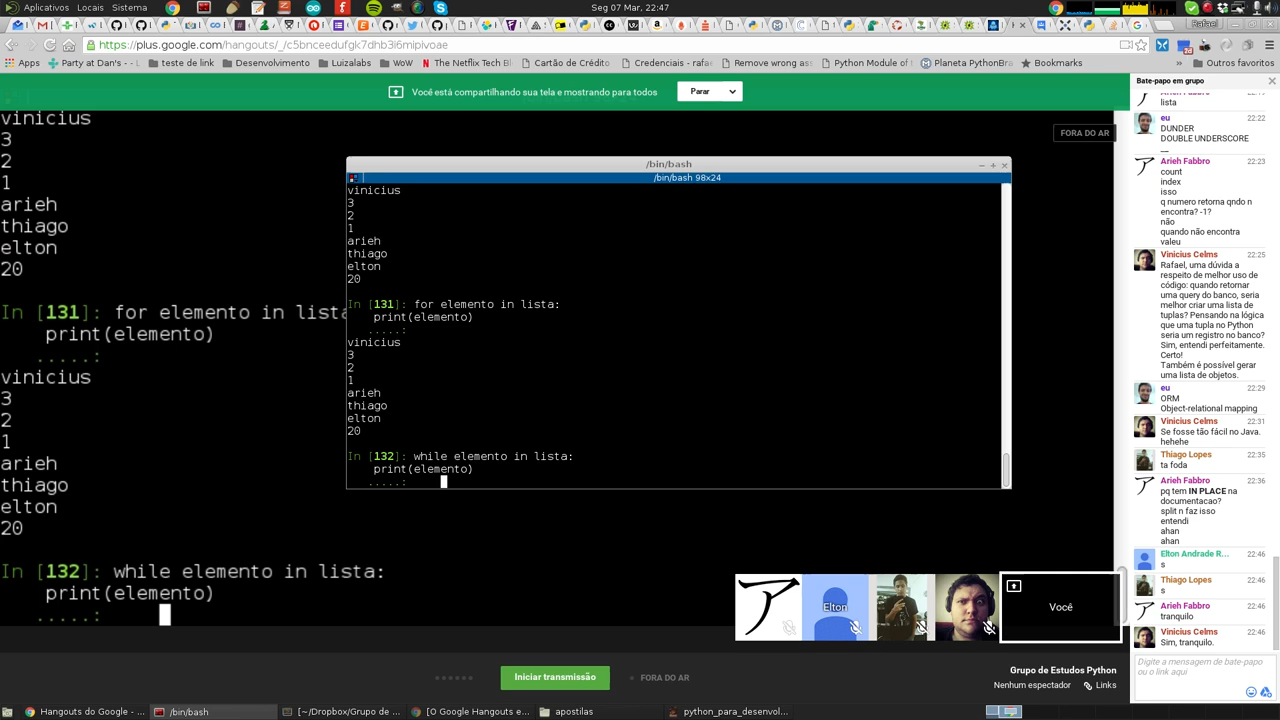 Aplicativos Locais Sistema
Seg 07 Mar, 22:47
Rafael
https://plus.google.com/hangouts/_/c5bnceedufgk7dhb3i6mipivoae
Apps Party at Dan's - - L teste de link Desenvolvimento Luizalabs WoW The Hacker Tech Bl Cartão de Crédito Credenciais - rafae Remove wrong ass Python Module of t Planeta PythonBra Bookmarks » Outros favoritos
Você está compartilhando sua tela e mostrando para todos
Parar
FORA DO AR
vinicius
3
2
1
arieh
thiago
elton
20
In [131]: for elemento in lista
print(elemento)
.....:
vinicius
3
2
1
arieh
thiago
elton
20
In [132]: while elemento in lista:
print(elemento)
.....:
/bin/bash
/bin/bash 98x24
vinicius
3
2
1
arieh
thiago
elton
20
In [131]: for elemento in lista:
print(elemento)
.....:
vinicius
3
2
1
arieh
thiago
elton
20
In [132]: while elemento in lista:
print(elemento)
.....:
Elton
Você
Iniciar transmissão
FORA DO AR
Grupo de Estudos Python
Nenhum espectador Links
Bate-papo em grupo
Arieh Fabbro
lista
eu 22:22
DUNDER
DOUBLE UNDERSCORE
__
Arieh Fabbro 22:23
count
index
isso
q numero retorna qndo n
encontra? -1?
não
quando não encontra
valeu
Vinicius Celms 22:25
Rafael, uma dúvida a
respeito de melhor uso de
código: quando retornar
uma query do banco, seria
melhor criar uma lista de
tuplas? Pensando na lógica
que uma tupla no Python
seria um registro no banco?
Sim, entendi perfeitamente.
Certo!
Também é possível gerar
uma lista de objetos.
eu 22:29
ORM
Object-relational mapping
Vinicius Celms 22:31
Se fosse tão fácil no Java.
hehehe
Thiago Lopes 22:35
ta foda
Arieh Fabbro 22:36
pq tem IN PLACE na
documentacao?
split n faz isso
entendi
ahan
ahan
Elton Andrade R... 22:46
s
Thiago Lopes 22:46
s
Arieh Fabbro 22:46
tranquilo
Vinicius Celms 22:46
Sim, tranquilo.
Digite a mensagem de bate-papo
ou o link aqui
Hangouts do Google - ... /bin/bash [~/Dropbox/Grupo de ... [O Google Hangouts e... apostilas python_para_desenvol...